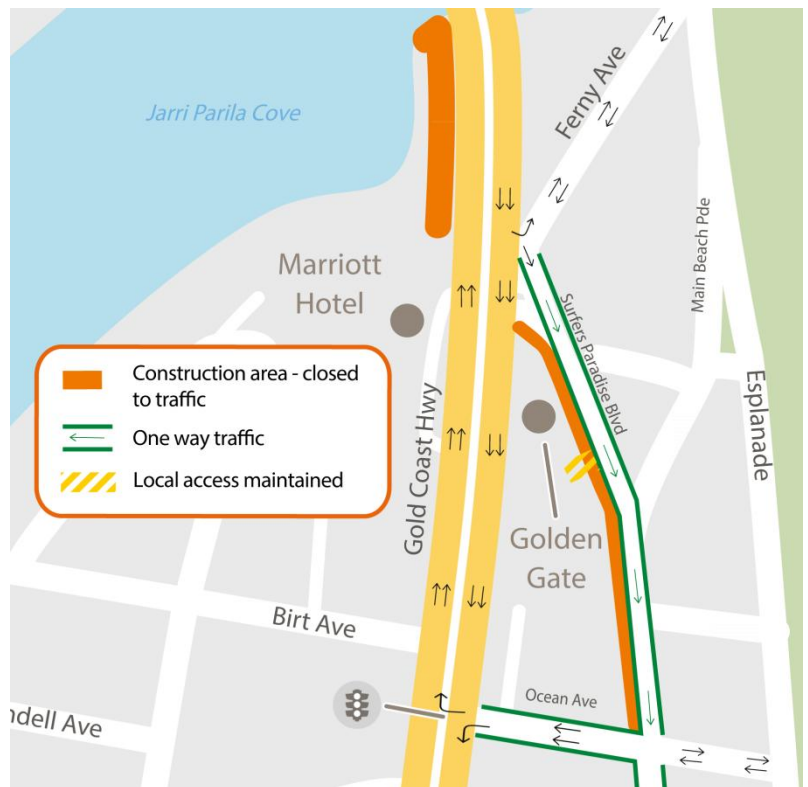 Jarri Parila Cove
Ferny Ave
Main Beach Pde
Marriott
Hotel
Surfers Paradise Blvd
Construction area - closed
to traffic
One way traffic
Local access maintained
Gold Coast Hwy
Esplanade
Golden
Gate
Birt Ave
Ocean Ave
ndell Ave